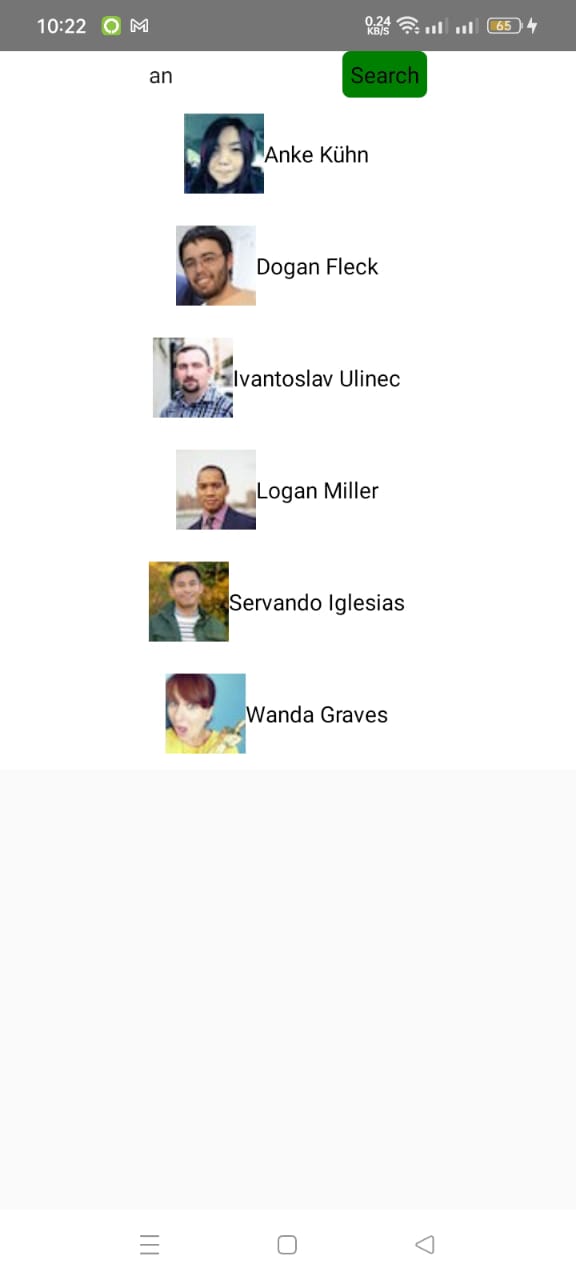 10:22 0.24 KB/S 65
an Search
Anke Kühn
Dogan Fleck
Ivantoslav Ulinec
Logan Miller
Servando Iglesias
Wanda Graves